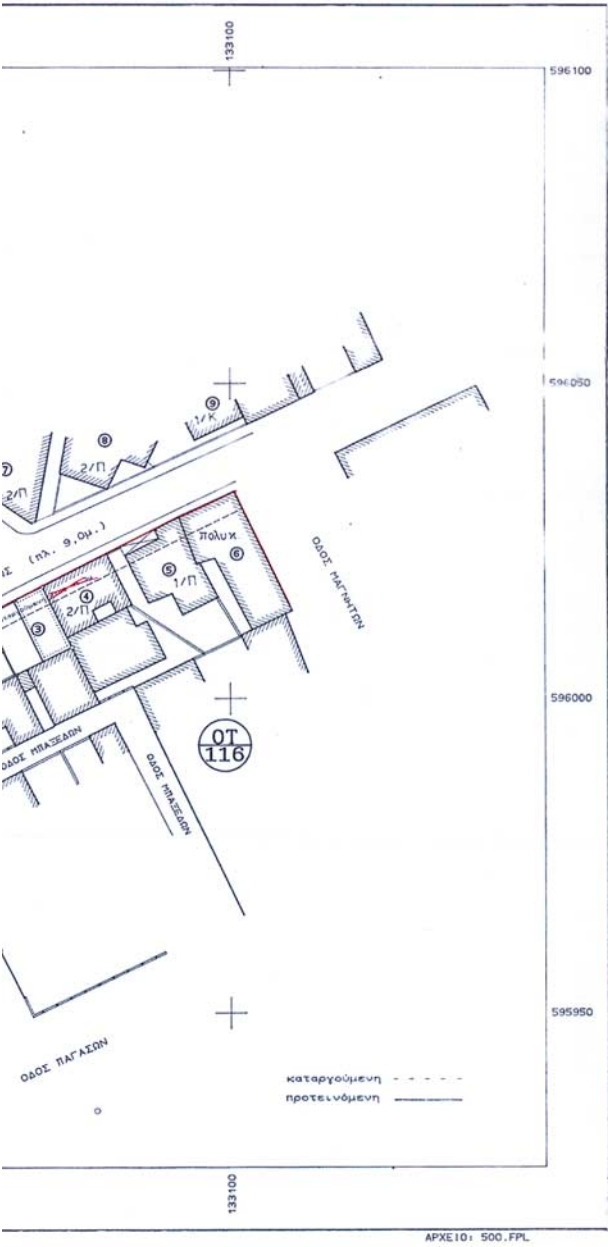 133100
596100
596050
⑨
1/Κ
⑧
2/Π
⑦
2/Π
(πλ. 9,0μ.)
πολυκ
⑥
⑤
1/Π
④
2/Π
③
ΟΔΟΣ ΜΑΓΝΗΤΩΝ
596000
ΟΤ
116
ΟΔΟΣ ΜΠΑΞΕΔΩΝ
ΟΔΟΣ ΜΠΑΞΕΔΩΝ
595950
ΟΔΟΣ ΠΑΓΑΣΩΝ
καταργούμενη
προτεινόμενη
133100
ΑΡΧΕΙΟ: 500.FPL